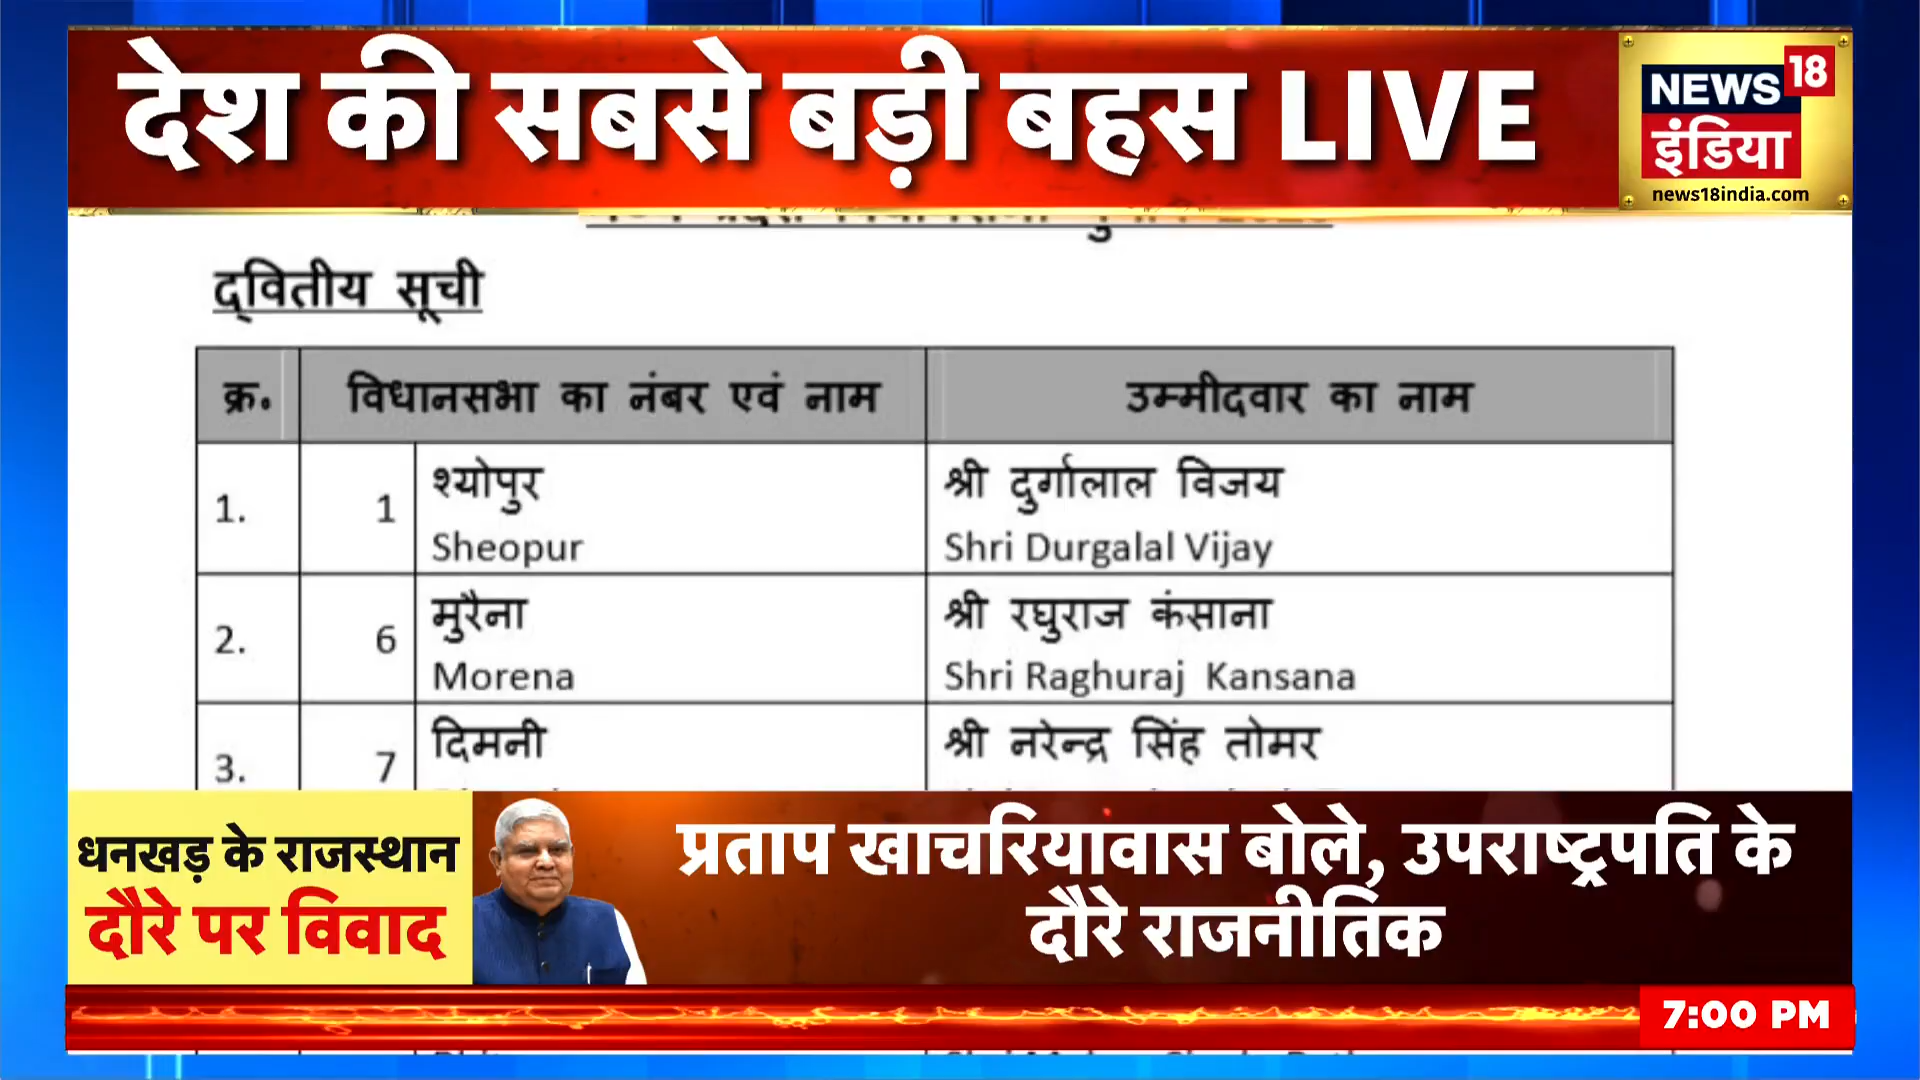 देश की सबसे बड़ी बहस LIVE
NEWS 18
इंडिया
news18india.com
द्वितीय सूची
क्र. विधानसभा का नंबर एवं नाम उम्मीदवार का नाम
1. 1 श्योपुर श्री दुर्गालाल विजय
Sheopur Shri Durgalal Vijay
2. 6 मुरैना श्री रघुराज कंसाना
Morena Shri Raghuraj Kansana
3. 7 दिमनी श्री नरेन्द्र सिंह तोमर
धनखड़ के राजस्थान
दौरे पर विवाद
प्रताप खाचरियावास बोले, उपराष्ट्रपति के
दौरे राजनीतिक
7:00 PM